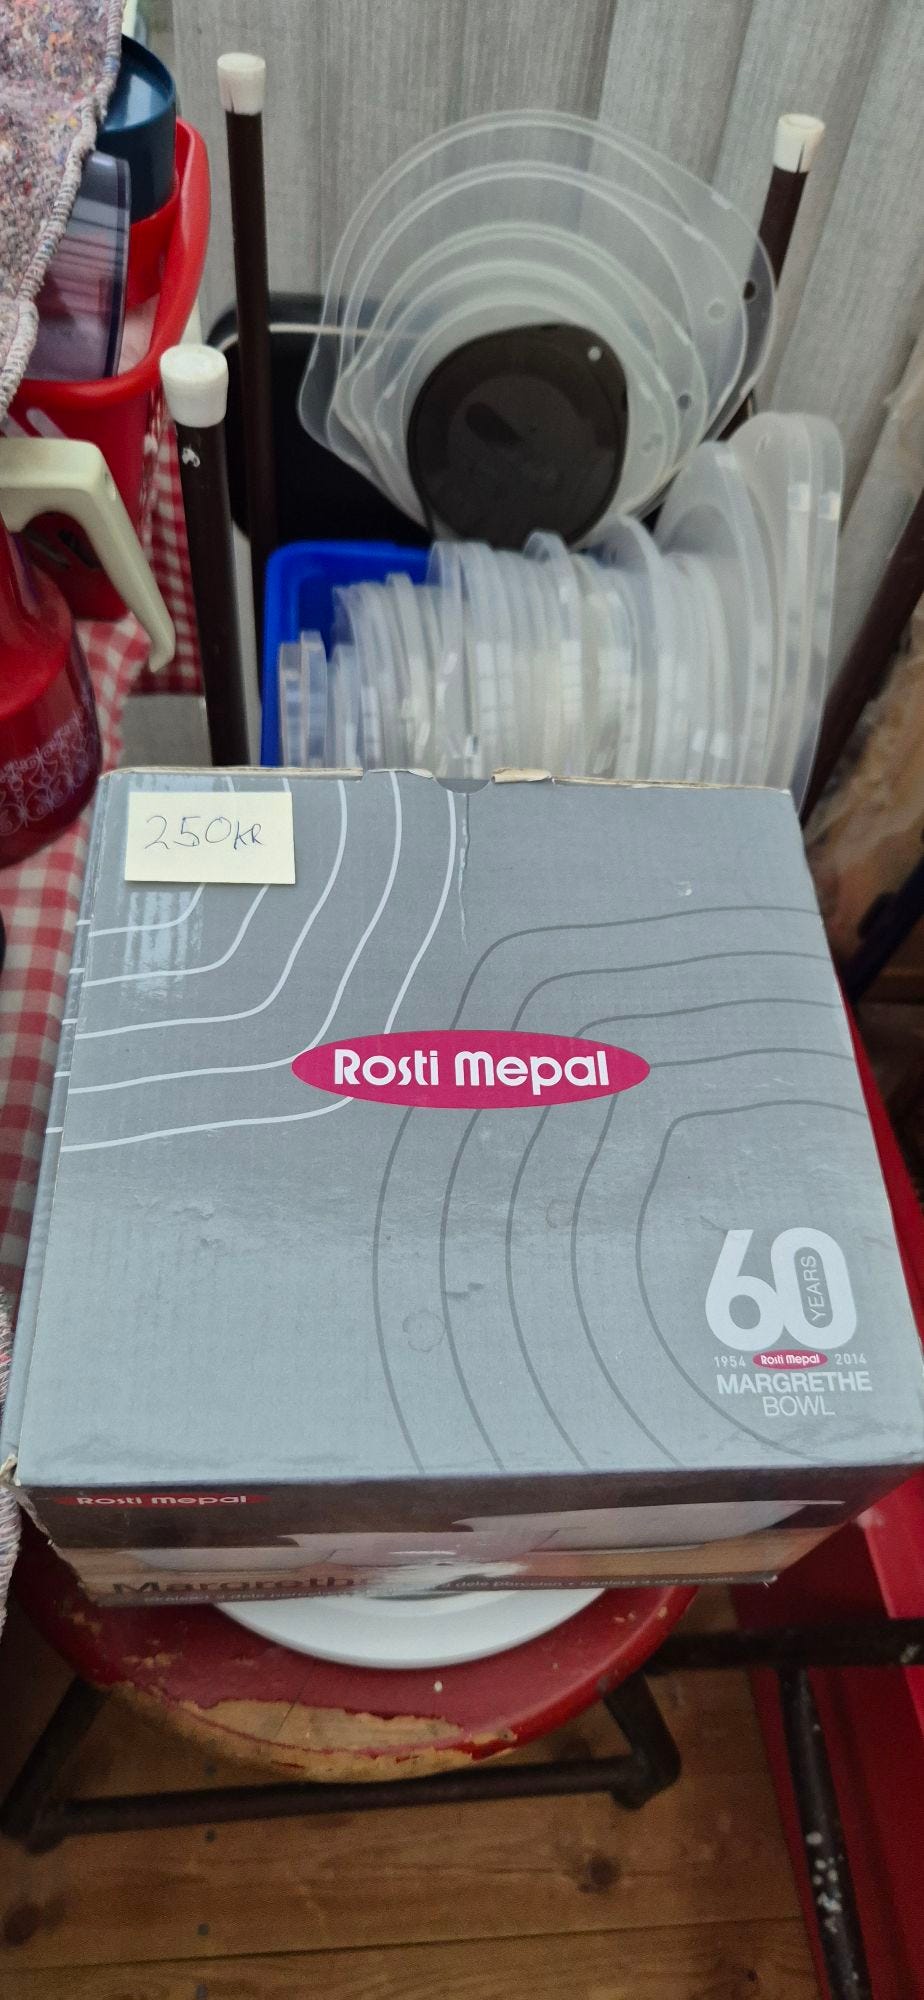 250KR
Rosti Mepal
60
YEARS
1954 Rosti Mepal 2014
MARGRETHE
BOWL
Rosti Mepal